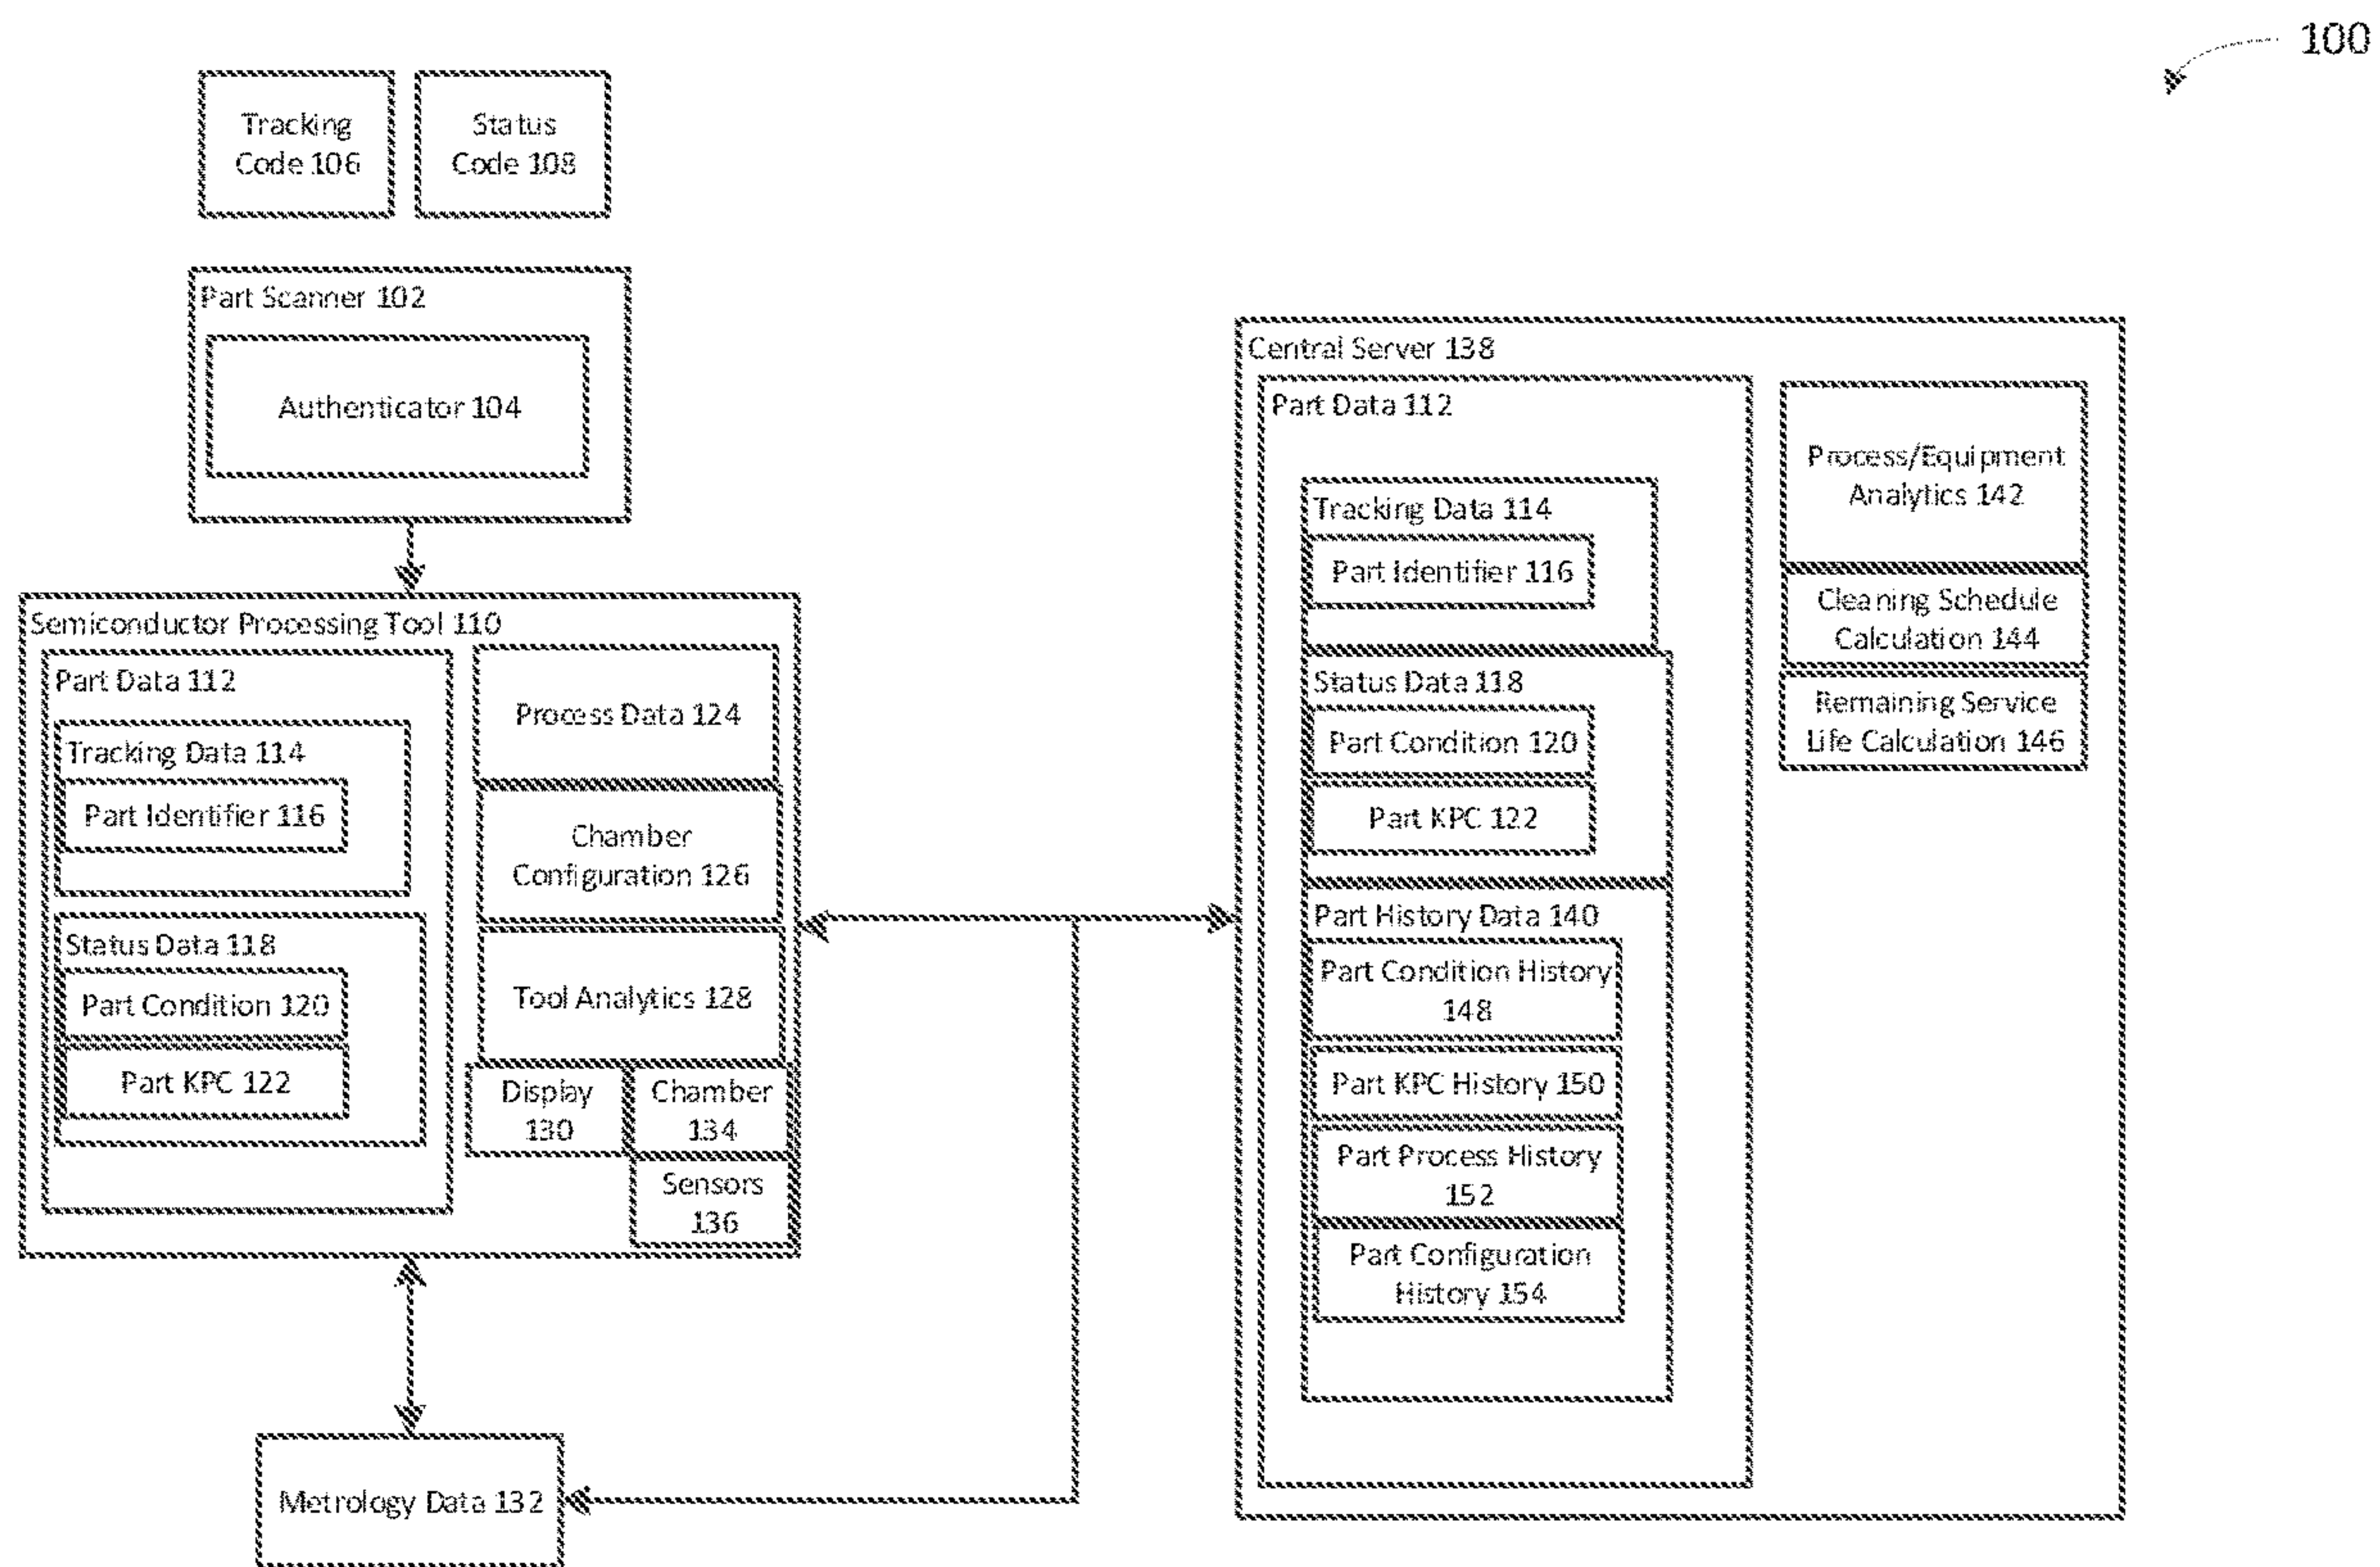 100
Tracking
Code 106
Status
Code 108
Part Scanner 102
Authenticator 104
Semiconductor Processing Tool 110
Part Data 112
Tracking Data 114
Part Identifier 116
Status Data 118
Part Condition 120
Part KPC 122
Process Data 124
Chamber
Configuration 126
Tool Analytics 128
Display
130
Chamber
134
Sensors
136
Metrology Data 132
Central Server 138
Part Data 112
Tracking Data 114
Part Identifier 116
Status Data 118
Part Condition 120
Part KPC 122
Part History Data 140
Part Condition History
148
Part KPC History 150
Part Process History
152
Part Configuration
History 154
Process/Equipment
Analytics 142
Cleaning Schedule
Calculation 144
Remaining Service
Life Calculation 146